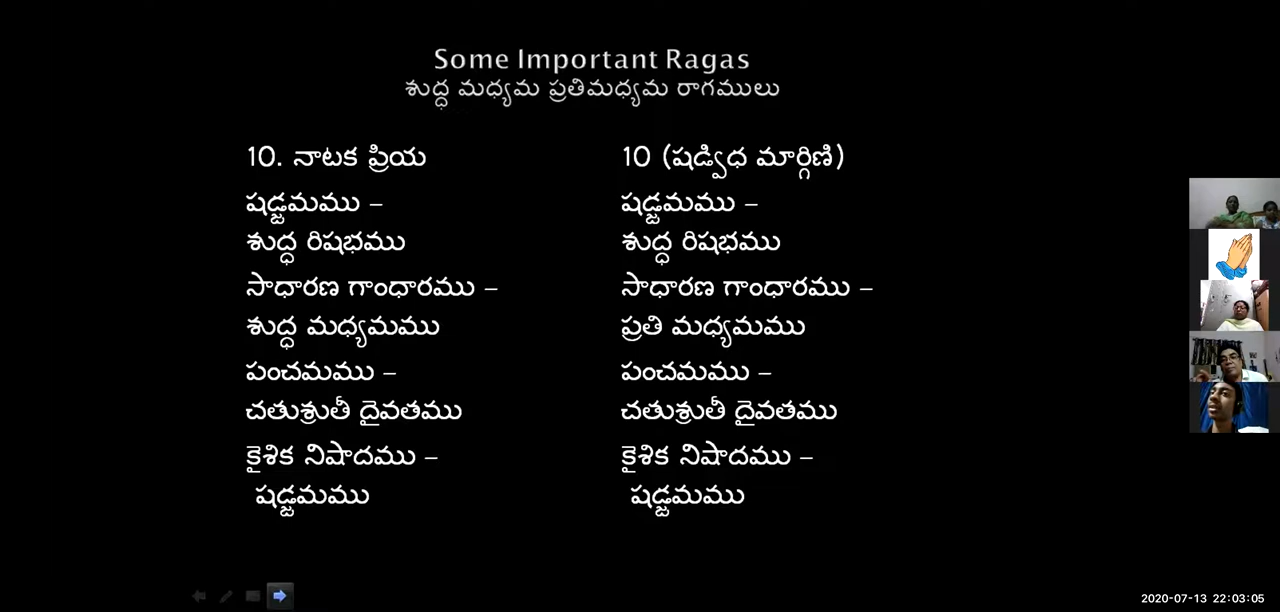 Some Important Ragas
శుద్ధ మధ్యమ ప్రతిమధ్యమ రాగములు
10. నాటక ప్రియ
షడ్జమము –
శుద్ధ రిషభము
సాధారణ గాంధారము –
శుద్ధ మధ్యమము
పంచమము –
చతుశ్రుతీ దైవతము
కైశిక నిషాదము –
షడ్జమము
10 (షడ్విధ మార్గిణి)
షడ్జమము –
శుద్ధ రిషభము
సాధారణ గాంధారము –
ప్రతి మధ్యమము
పంచమము –
చతుశ్రుతీ దైవతము
కైశిక నిషాదము –
షడ్జమము
2020-07-13 22:03:05